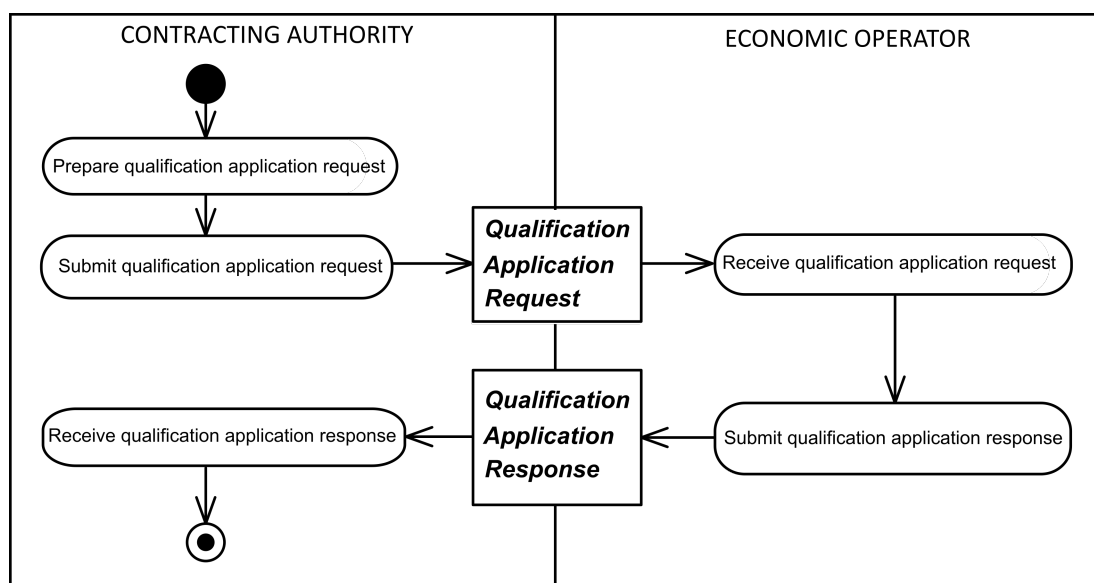 CONTRACTING AUTHORITY
ECONOMIC OPERATOR
Prepare qualification application request
Submit qualification application request
Qualification
Application
Request
Receive qualification application request
Receive qualification application response
Qualification
Application
Response
Submit qualification application response